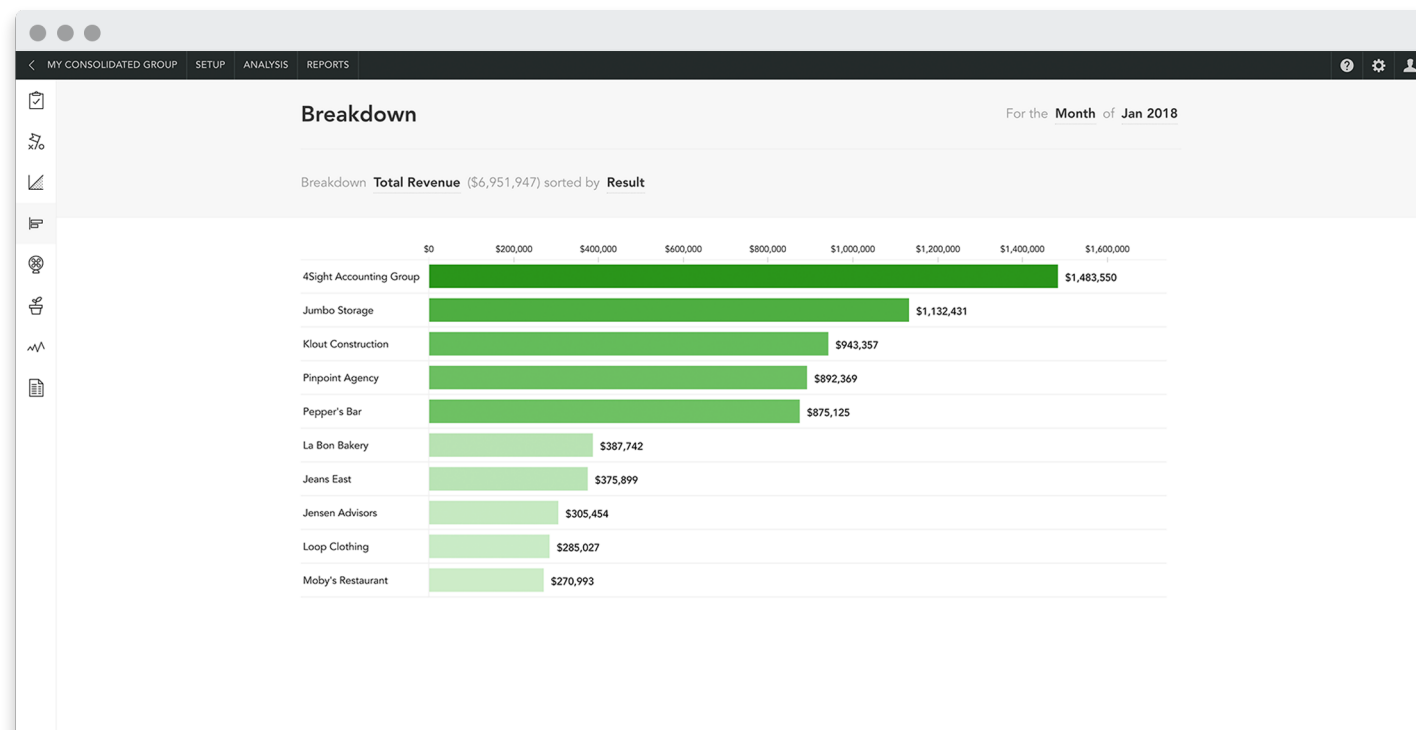 MY CONSOLIDATED GROUP SETUP ANALYSIS REPORTS
Breakdown For the Month of Jan 2018
Breakdown Total Revenue ($6,951,947) sorted by Result
$0 $200,000 $400,000 $600,000 $800,000 $1,000,000 $1,200,000 $1,400,000 $1,600,000
4Sight Accounting Group $1,483,550
Jumbo Storage $1,132,431
Klout Construction $943,357
Pinpoint Agency $892,369
Pepper's Bar $875,125
La Bon Bakery $387,742
Jeans East $375,899
Jensen Advisors $305,454
Loop Clothing $285,027
Moby's Restaurant $270,993